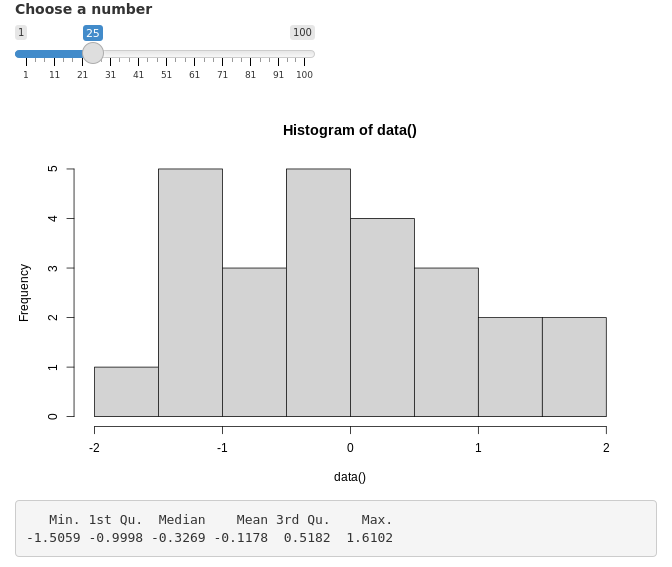 Choose a number
1 25 100
1 11 21 31 41 51 61 71 81 91 100
Histogram of data()
Frequency
5
4
3
2
1
0
-2 -1 0 1 2
data()
Min. 1st Qu. Median Mean 3rd Qu. Max.
-1.5059 -0.9998 -0.3269 -0.1178 0.5182 1.6102